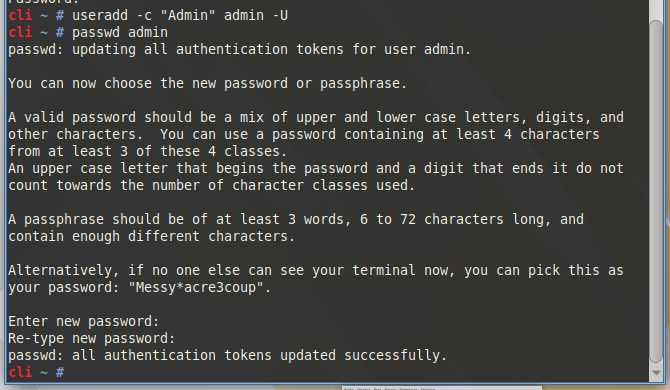 Password:
cli ~ # useradd -c "Admin" admin -U
cli ~ # passwd admin
passwd: updating all authentication tokens for user admin.
You can now choose the new password or passphrase.
A valid password should be a mix of upper and lower case letters, digits, and
other characters.  You can use a password containing at least 4 characters
from at least 3 of these 4 classes.
An upper case letter that begins the password and a digit that ends it do not
count towards the number of character classes used.
A passphrase should be of at least 3 words, 6 to 72 characters long, and
contain enough different characters.
Alternatively, if no one else can see your terminal now, you can pick this as
your password: "Messy*acre3coup".
Enter new password:
Re-type new password:
passwd: all authentication tokens updated successfully.
cli ~ #